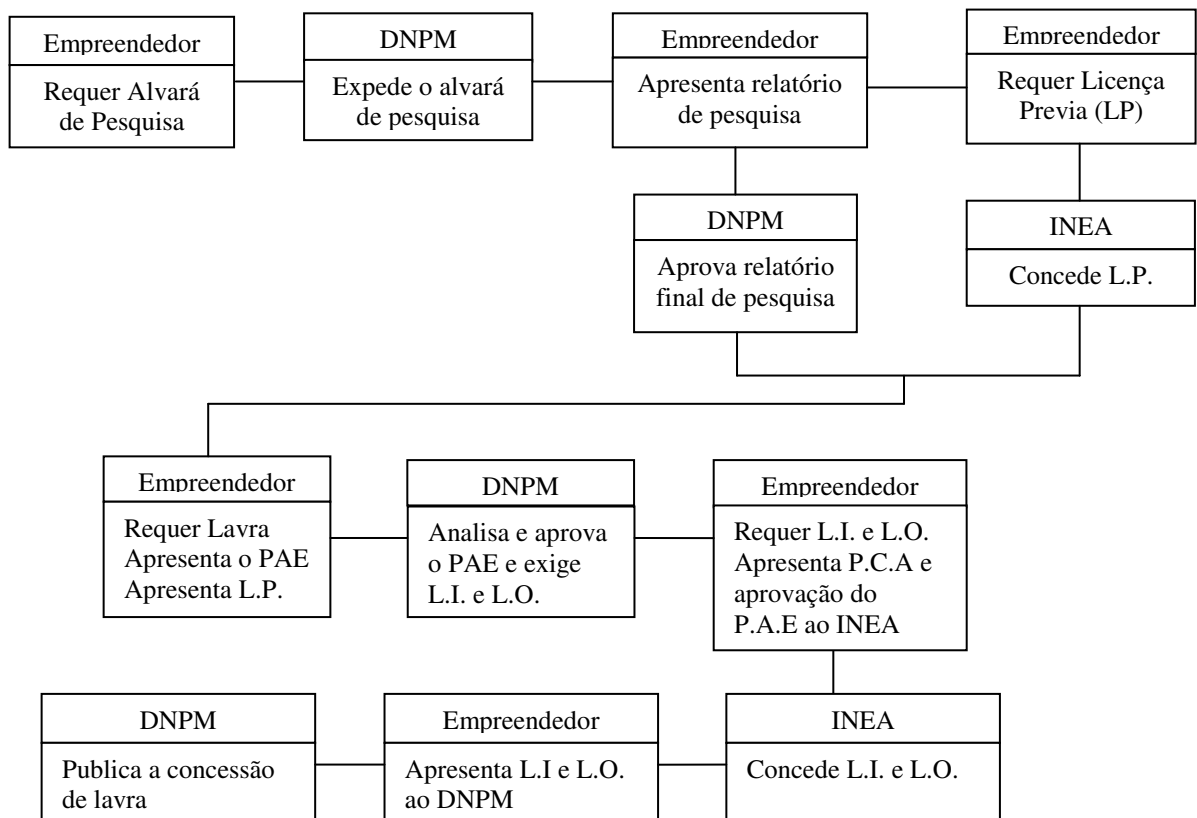 Empreendedor
Requer Alvará
de Pesquisa
DNPM
Expede o alvará
de pesquisa
Empreendedor
Apresenta relatório
de pesquisa
Empreendedor
Requer Licença
Previa (LP)
DNPM
Aprova relatório
final de pesquisa
INEA
Concede L.P.
Empreendedor
Requer Lavra
Apresenta o PAE
Apresenta L.P.
DNPM
Analisa e aprova
o PAE e exige
L.I. e L.O.
Empreendedor
Requer L.I. e L.O.
Apresenta P.C.A e
aprovação do
P.A.E ao INEA
DNPM
Publica a concessão
de lavra
Empreendedor
Apresenta L.I e L.O.
ao DNPM
INEA
Concede L.I. e L.O.